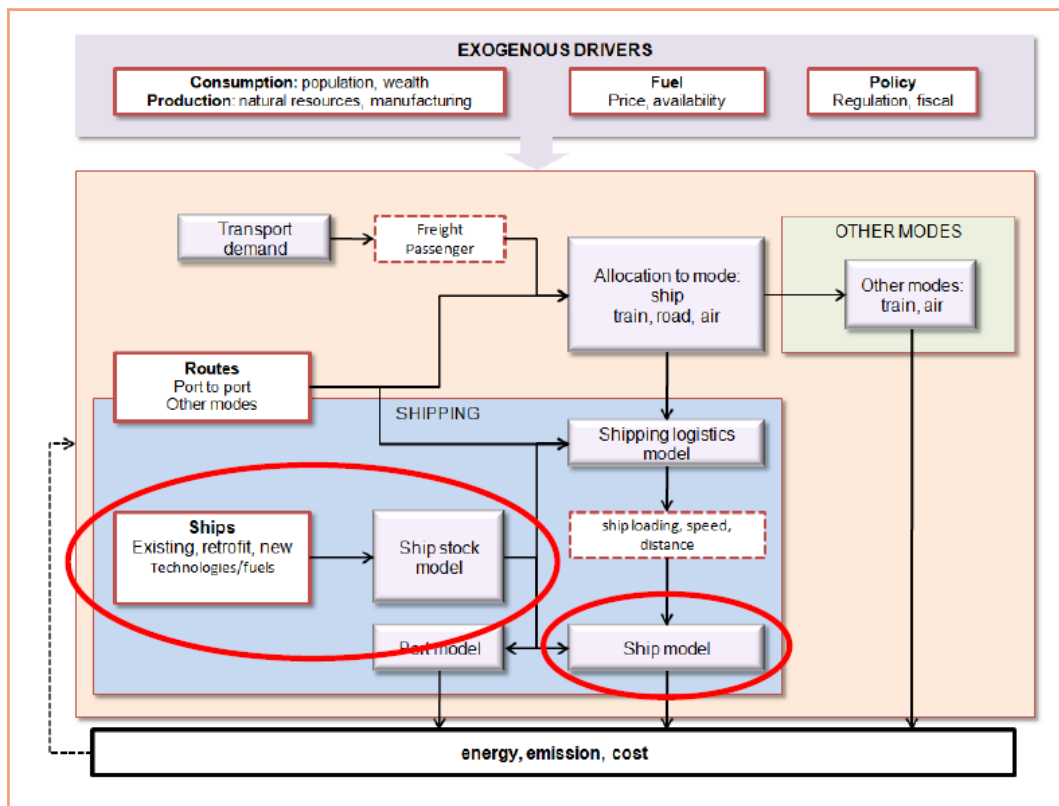 EXOGENOUS DRIVERS
Consumption: population, wealth
Production: natural resources, manufacturing
Fuel
Price, availability
Policy
Regulation, fiscal
Transport
demand
Freight
Passenger
Allocation to mode:
ship
train, road, air
OTHER MODES
Other modes:
train, air
Routes
Port to port
Other modes
SHIPPING
Shipping logistics
model
Ships
Existing, retrofit, new
Technologies/fuels
Ship stock
model
ship loading, speed,
distance
Port model
Ship model
energy, emission, cost